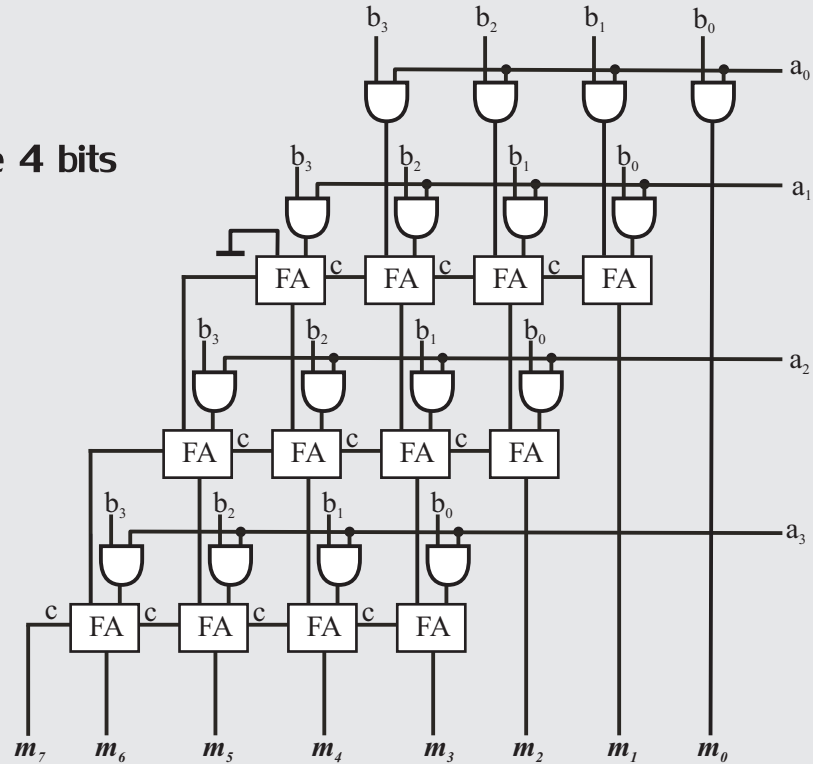 b₃ b₂ b₁ b₀
a₀
e 4 bits
b₃ b₂ b₁ b₀
a₁
FA c FA c FA c FA
b₃ b₂ b₁ b₀
a₂
FA c FA c FA c FA
b₃ b₂ b₁ b₀
a₃
c FA c FA c FA c FA
m₇ m₆ m₅ m₄ m₃ m₂ m₁ m₀